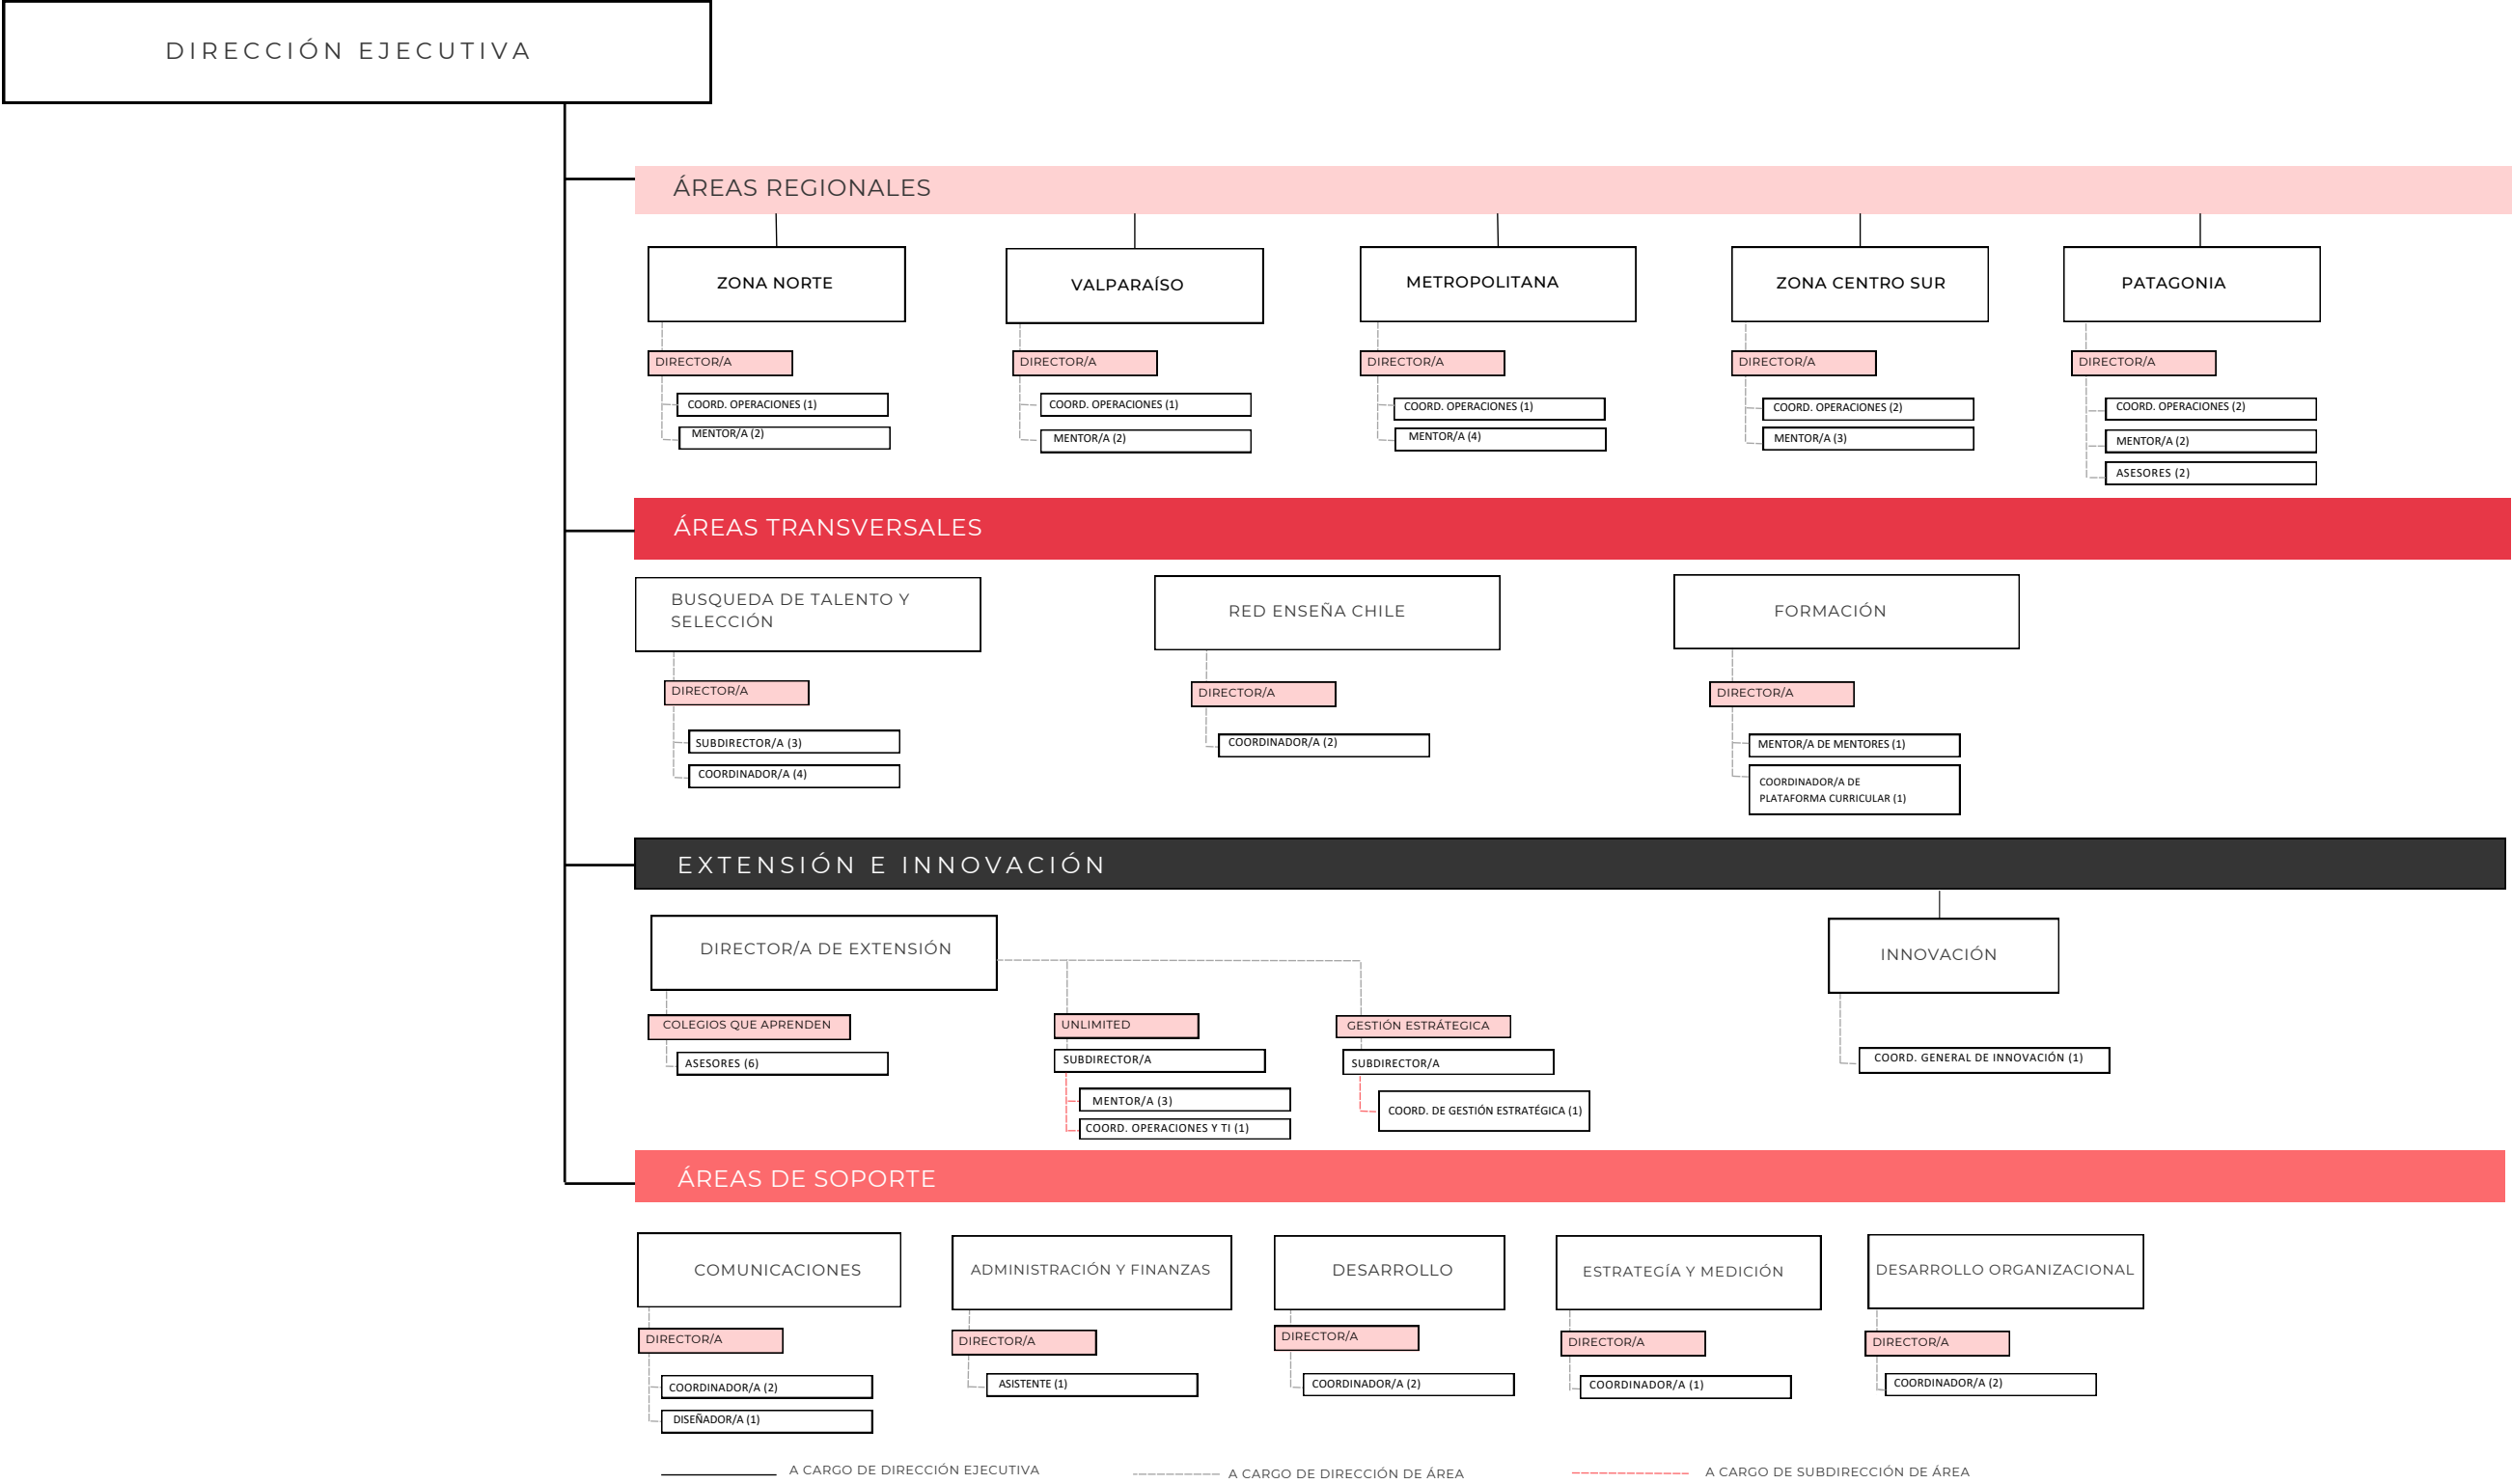 DIRECCIÓN EJECUTIVA
ÁREAS REGIONALES
ZONA NORTE
DIRECTOR/A
COORD. OPERACIONES (1)
MENTOR/A (2)
VALPARAÍSO
DIRECTOR/A
COORD. OPERACIONES (1)
MENTOR/A (2)
METROPOLITANA
DIRECTOR/A
COORD. OPERACIONES (1)
MENTOR/A (4)
ZONA CENTRO SUR
DIRECTOR/A
COORD. OPERACIONES (2)
MENTOR/A (3)
PATAGONIA
DIRECTOR/A
COORD. OPERACIONES (2)
MENTOR/A (2)
ASESORES (2)
ÁREAS TRANSVERSALES
BUSQUEDA DE TALENTO Y
SELECCIÓN
DIRECTOR/A
SUBDIRECTOR/A (3)
COORDINADOR/A (4)
RED ENSEÑA CHILE
DIRECTOR/A
COORDINADOR/A (2)
FORMACIÓN
DIRECTOR/A
MENTOR/A DE MENTORES (1)
COORDINADOR/A DE
PLATAFORMA CURRICULAR (1)
EXTENSIÓN E INNOVACIÓN
DIRECTOR/A DE EXTENSIÓN
COLEGIOS QUE APRENDEN
ASESORES (6)
UNLIMITED
SUBDIRECTOR/A
MENTOR/A (3)
COORD. OPERACIONES Y TI (1)
GESTIÓN ESTRÁTEGICA
SUBDIRECTOR/A
COORD. DE GESTIÓN ESTRATÉGICA (1)
INNOVACIÓN
COORD. GENERAL DE INNOVACIÓN (1)
ÁREAS DE SOPORTE
COMUNICACIONES
DIRECTOR/A
COORDINADOR/A (2)
DISEÑADOR/A (1)
ADMINISTRACIÓN Y FINANZAS
DIRECTOR/A
ASISTENTE (1)
DESARROLLO
DIRECTOR/A
COORDINADOR/A (2)
ESTRATEGÍA Y MEDICIÓN
DIRECTOR/A
COORDINADOR/A (1)
DESARROLLO ORGANIZACIONAL
DIRECTOR/A
COORDINADOR/A (2)
A CARGO DE DIRECCIÓN EJECUTIVA
A CARGO DE DIRECCIÓN DE ÁREA
A CARGO DE SUBDIRECCIÓN DE ÁREA